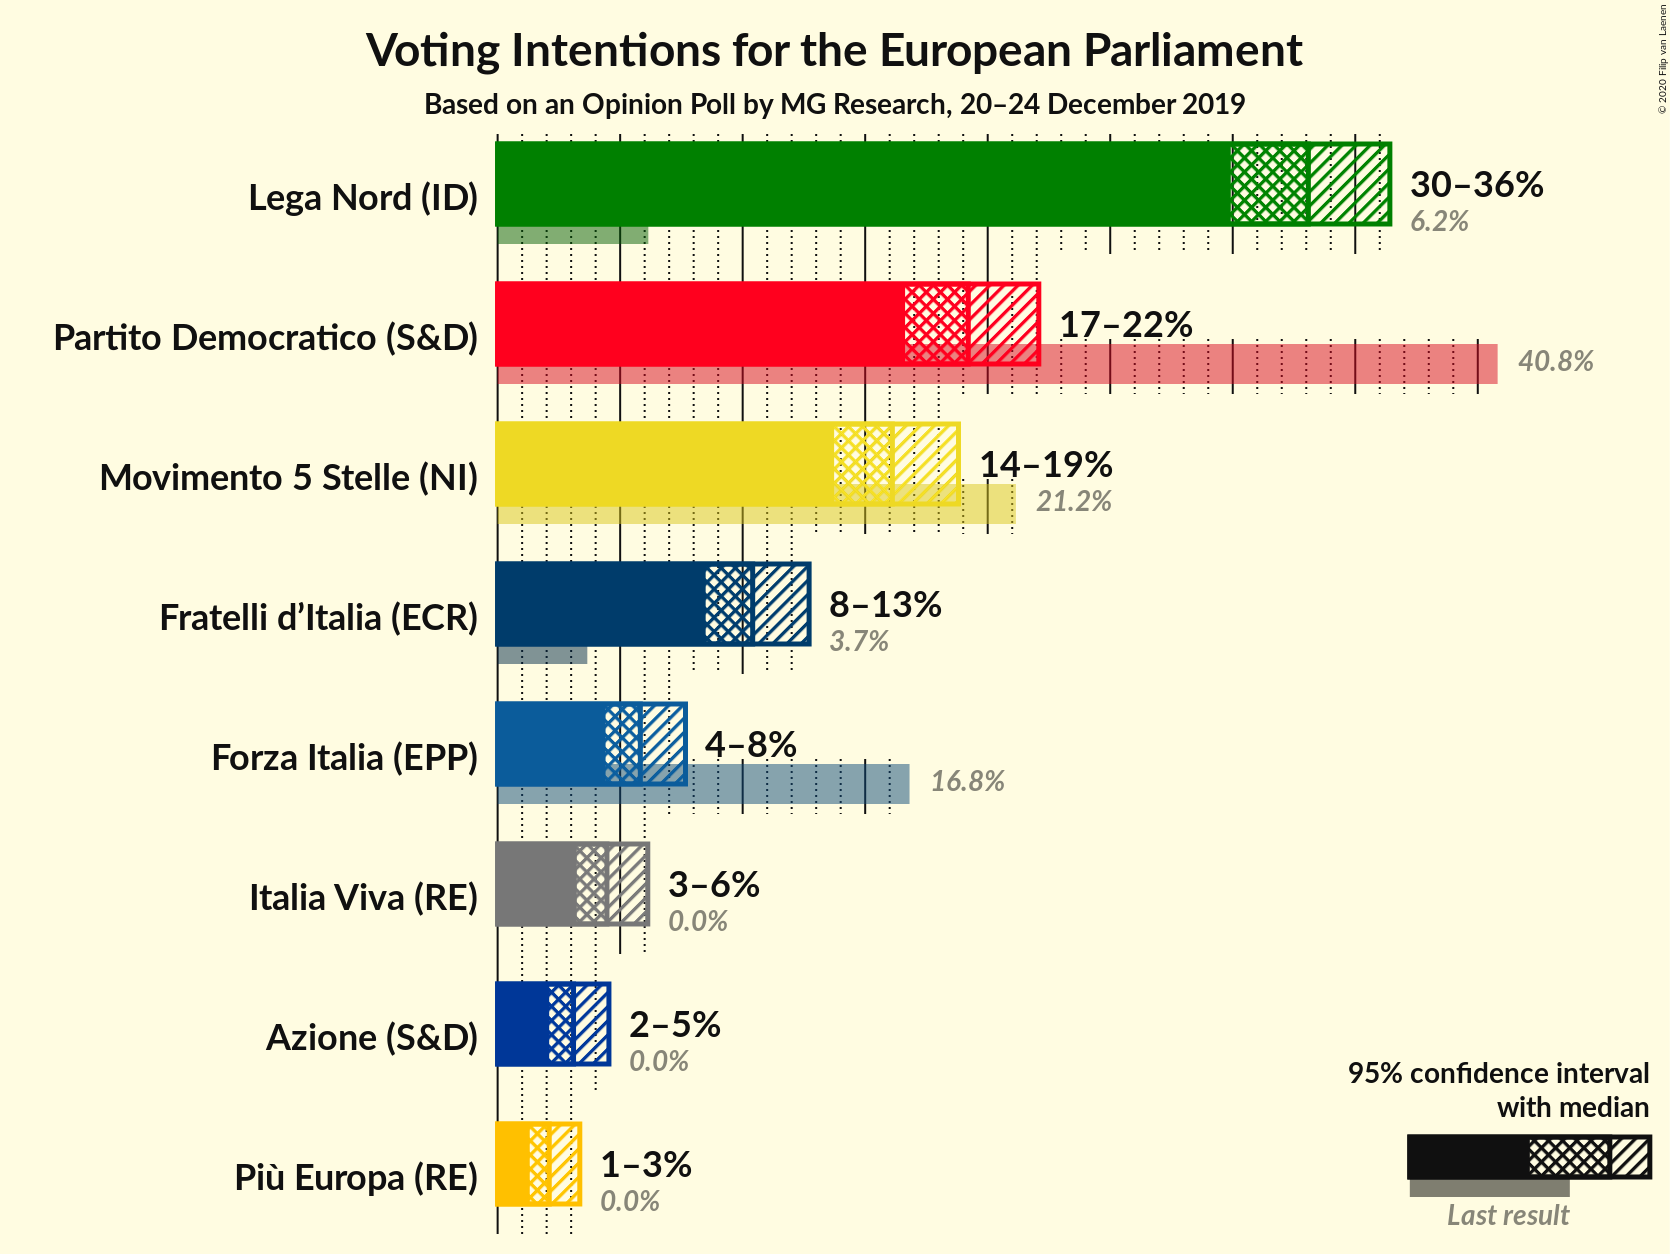 Voting Intentions for the European Parliament
Based on an Opinion Poll by MG Research, 20–24 December 2019
© 2020 Filip van Laenen
Lega Nord (ID)
30–36%
6.2%
Partito Democratico (S&D)
17–22%
40.8%
Movimento 5 Stelle (NI)
14–19%
21.2%
Fratelli d’Italia (ECR)
8–13%
3.7%
Forza Italia (EPP)
4–8%
16.8%
Italia Viva (RE)
3–6%
0.0%
Azione (S&D)
2–5%
0.0%
Più Europa (RE)
1–3%
0.0%
95% confidence interval
with median
Last result